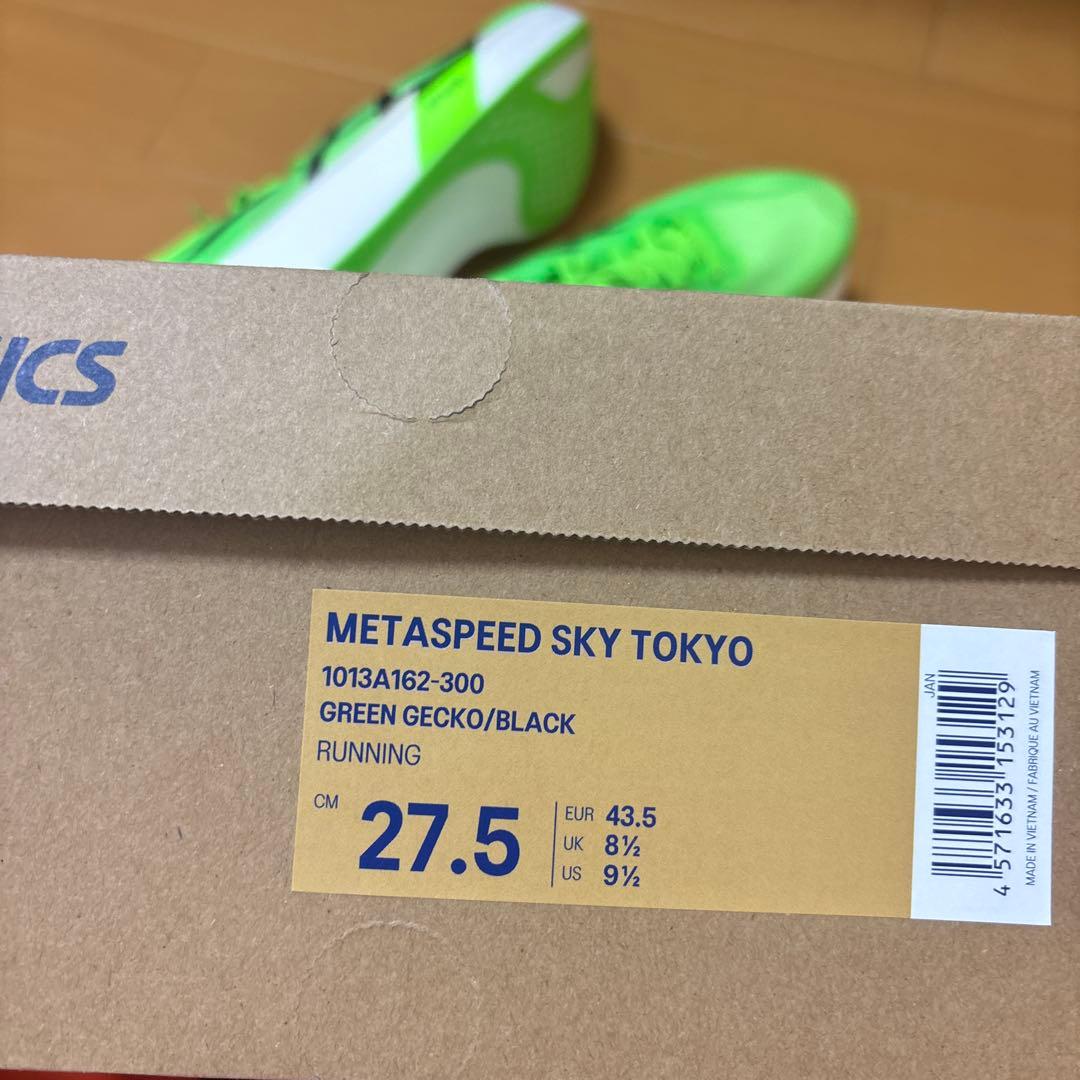 ICS
METASPEED SKY TOKYO
1013A162-300
GREEN GECKO/BLACK
RUNNING
CM 27.5
EUR 43.5
UK 8½
US 9½
JAN
4 571633 153129
MADE IN VIETNAM / FABRIQUE AU VIETNAM